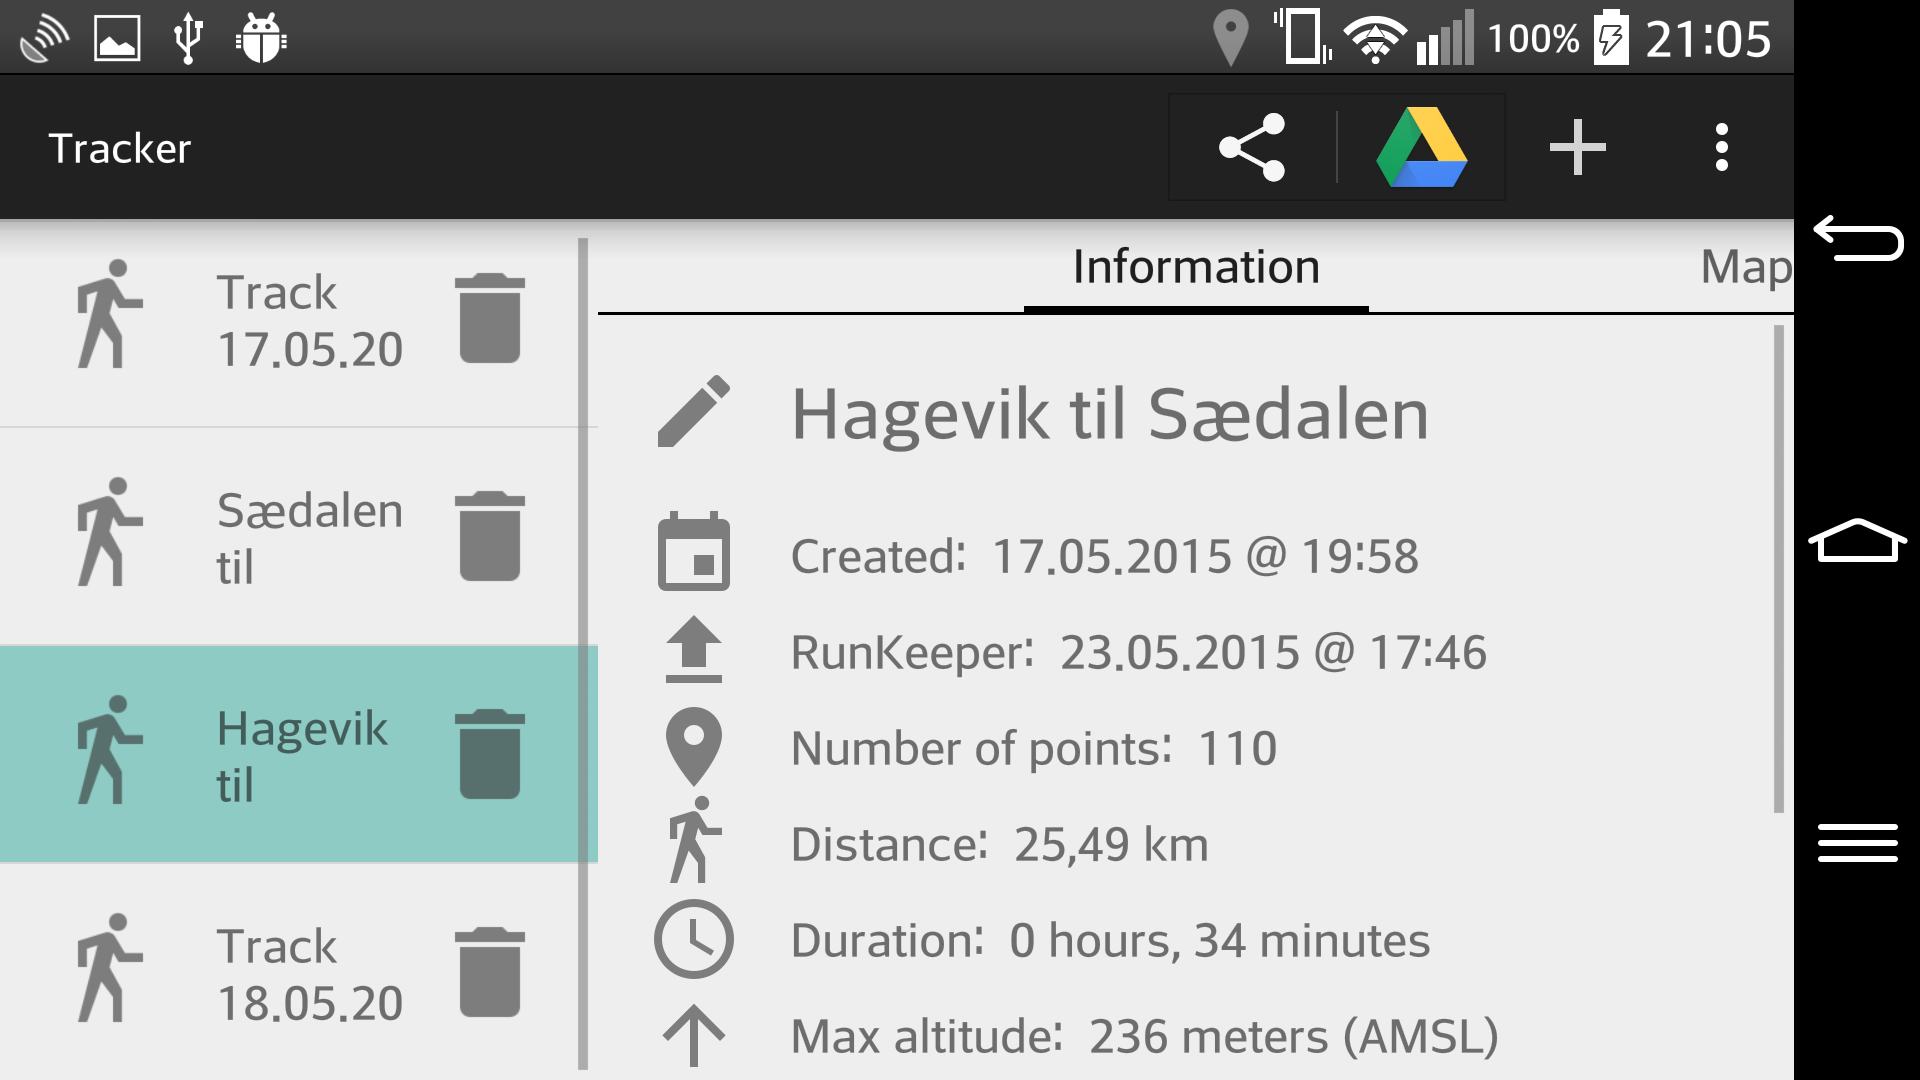 100% 21:05
Tracker
Track
17.05.20
Sædalen
til
Hagevik
til
Track
18.05.20
Information Map
Hagevik til Sædalen
Created: 17.05.2015 @ 19:58
RunKeeper: 23.05.2015 @ 17:46
Number of points: 110
Distance: 25,49 km
Duration: 0 hours, 34 minutes
Max altitude: 236 meters (AMSL)